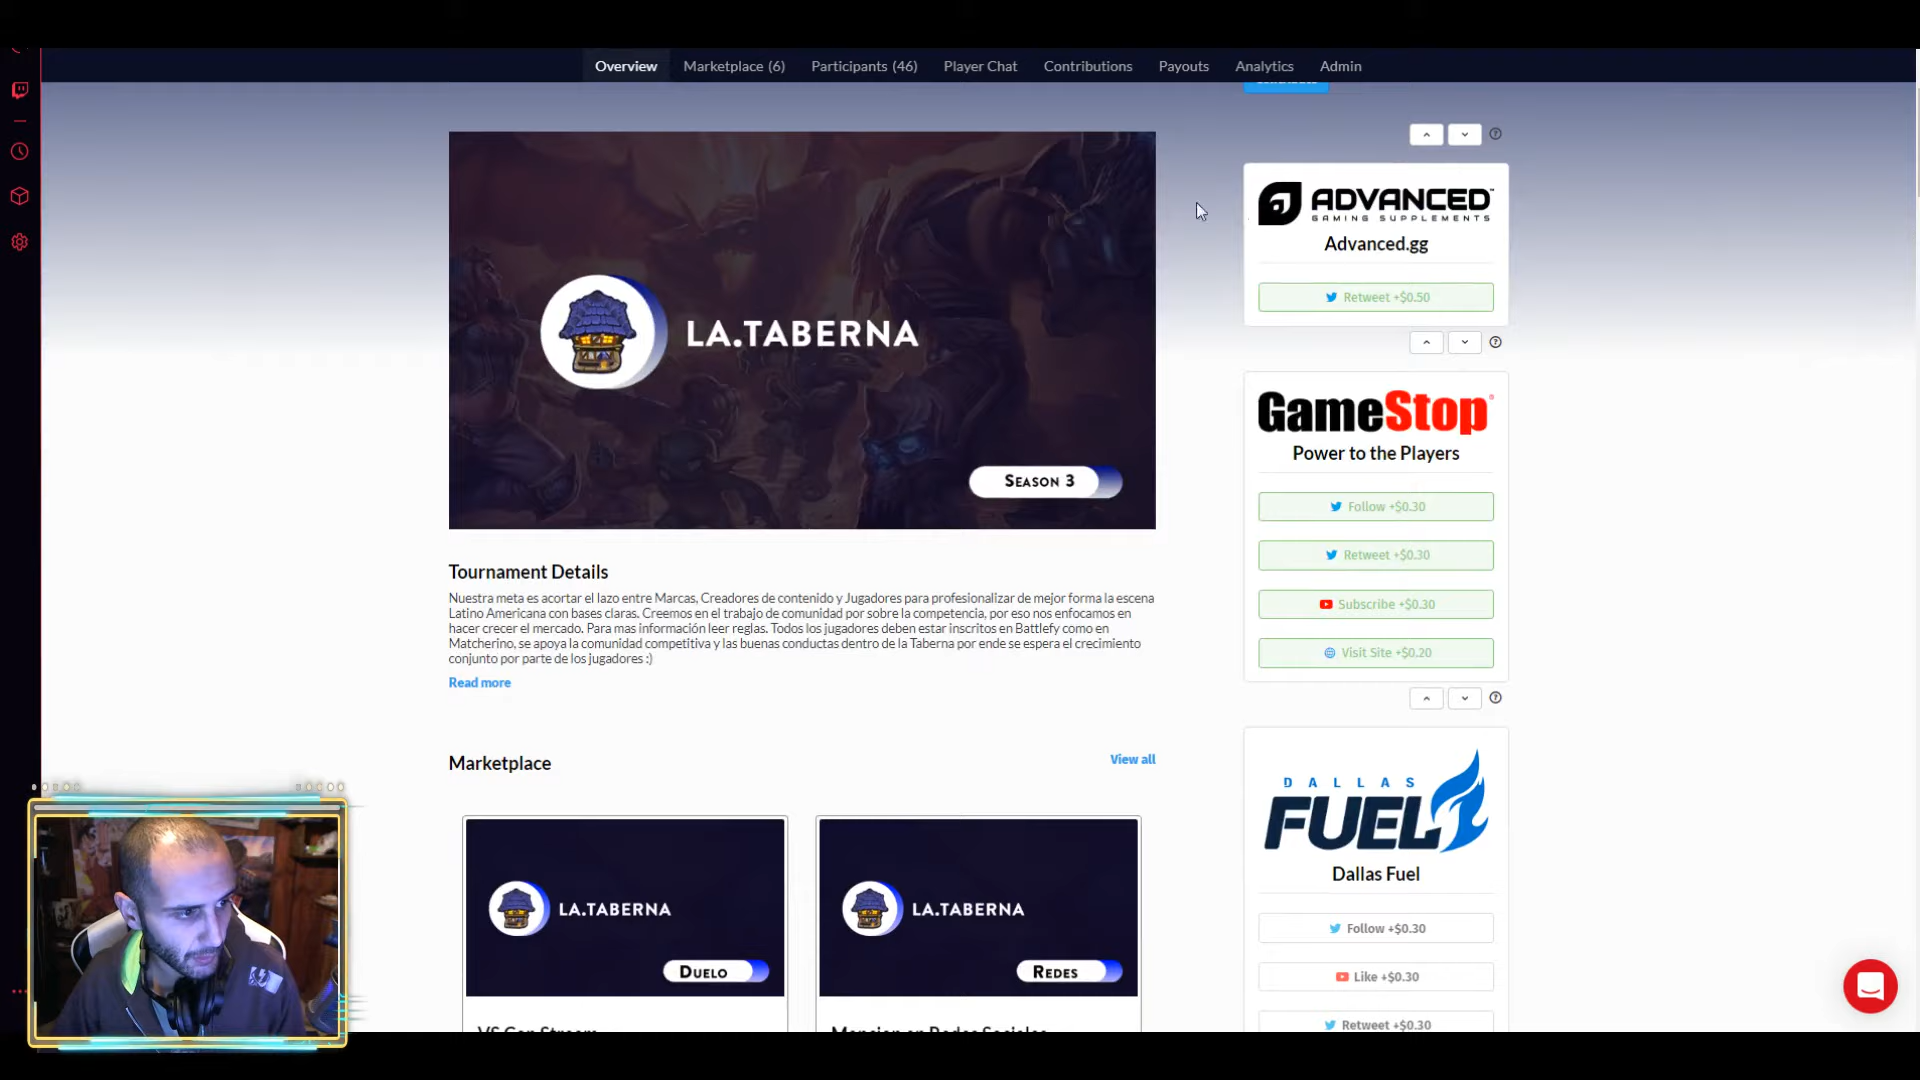 Overview Marketplace (6) Participants (46) Player Chat Contributions Payouts Analytics Admin
LA.TABERNA
SEASON 3
Tournament Details
Nuestra meta es acortar el lazo entre Marcas, Creadores de contenido y Jugadores para profesionalizar de mejor forma la escena
Latino Americana con bases claras. Creemos en el trabajo de comunidad por sobre la competencia, por eso nos enfocamos en
hacer crecer el mercado. Para mas información leer reglas. Todos los jugadores deben estar inscritos en Battlefy como en
Matcherino, se apoya la comunidad competitiva y las buenas conductas dentro de la Taberna por ende se espera el crecimiento
conjunto por parte de los jugadores :)
Read more
Marketplace
View all
LA.TABERNA
DUELO
LA.TABERNA
REDES
ADVANCED™
GAMING SUPPLEMENTS
Advanced.gg
Retweet +$0.50
GameStop®
Power to the Players
Follow +$0.30
Retweet +$0.30
Subscribe +$0.30
Visit Site +$0.20
DALLAS
FUEL
Dallas Fuel
Follow +$0.30
Like +$0.30
Retweet +$0.30